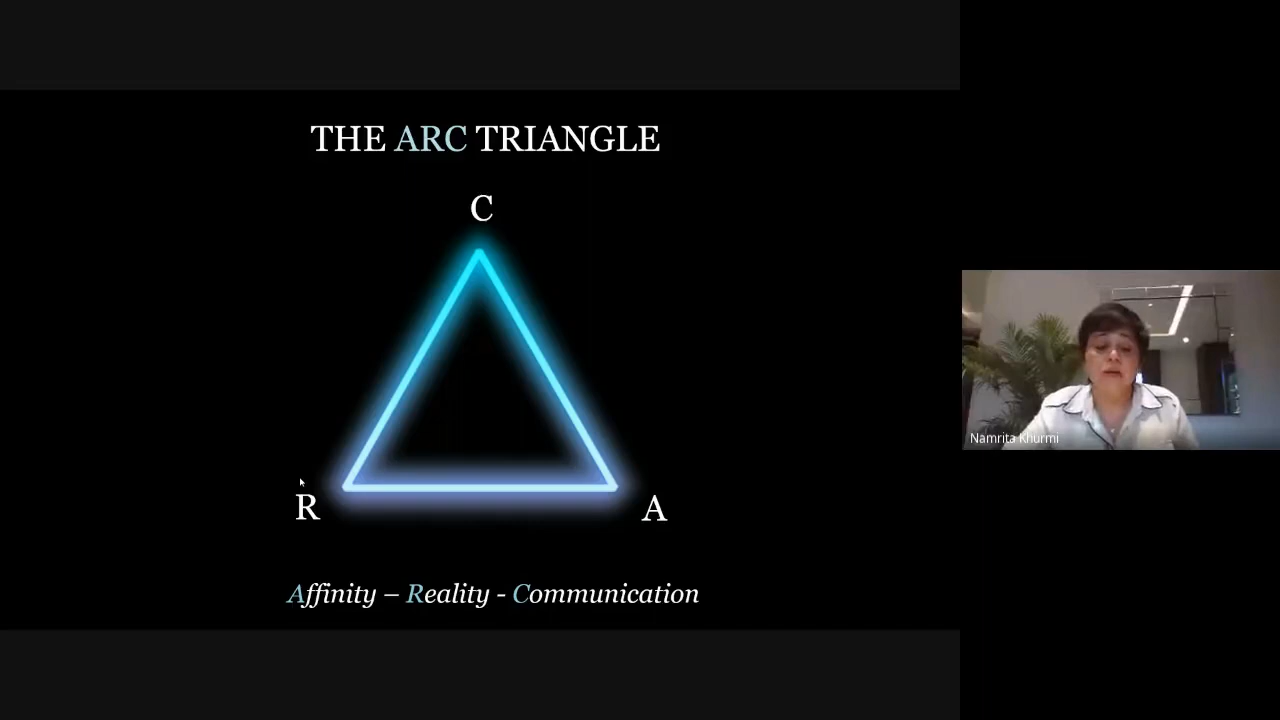 THE ARC TRIANGLE
C
R
A
Affinity – Reality - Communication
Namrita Khurmi